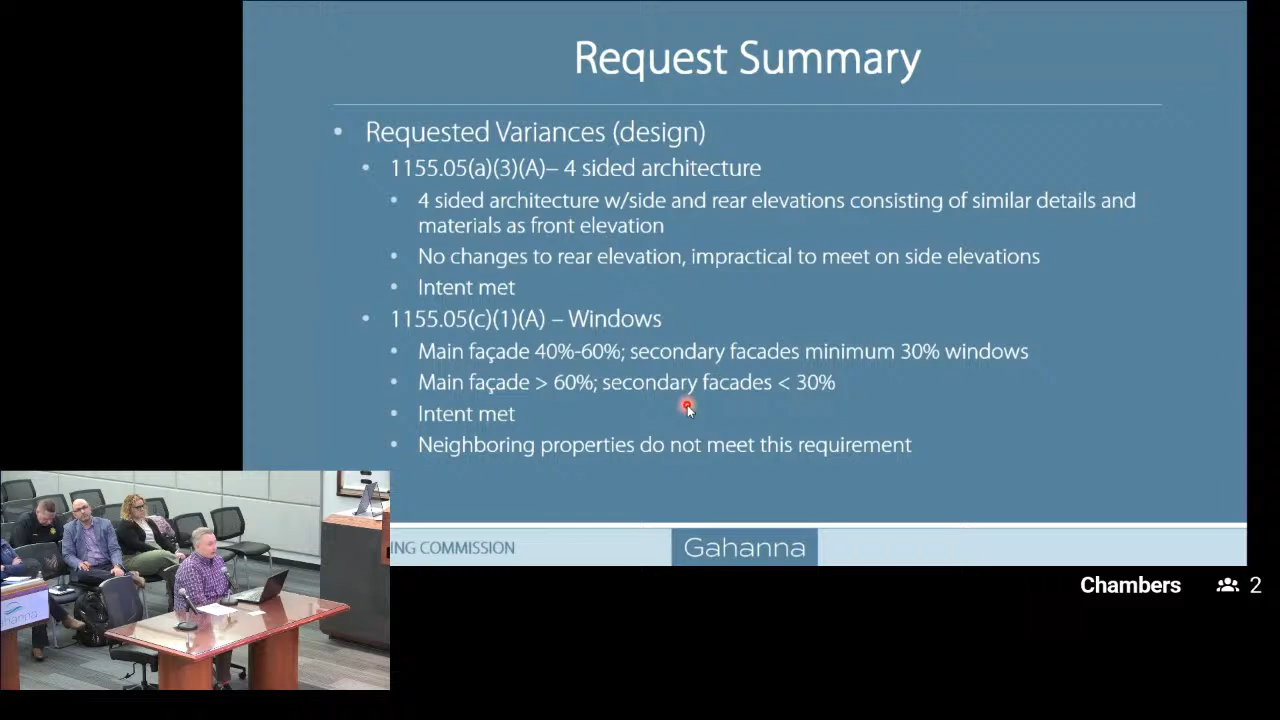 Request Summary
• Requested Variances (design)
• 1155.05(a)(3)(A)– 4 sided architecture
• 4 sided architecture w/side and rear elevations consisting of similar details and
materials as front elevation
• No changes to rear elevation, impractical to meet on side elevations
• Intent met
• 1155.05(c)(1)(A) – Windows
• Main façade 40%-60%; secondary facades minimum 30% windows
• Main façade > 60%; secondary facades < 30%
• Intent met
• Neighboring properties do not meet this requirement
ING COMMISSION
Gahanna
Chambers 2